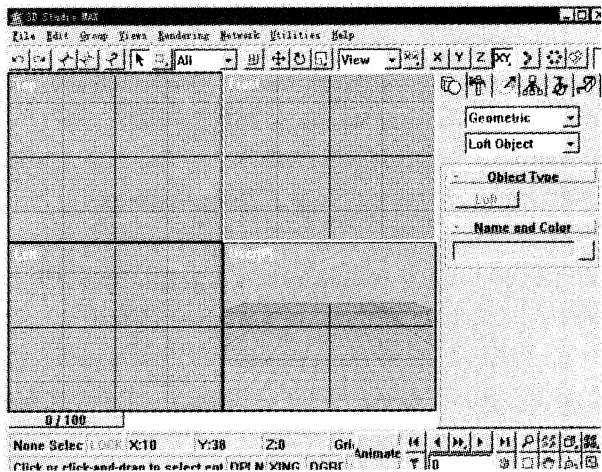 3D Studio MAX
File Edit Group Views Rendering Network Utilities Help
All View X Y Z XY
Top Front
Geometric
Loft Object
- Object Type
Loft
- Name and Color
Left
0 / 100
None Selec LOCK X:10 Y:38 Z:0 Gri Animate
Click or click-and-drag to select ent 0